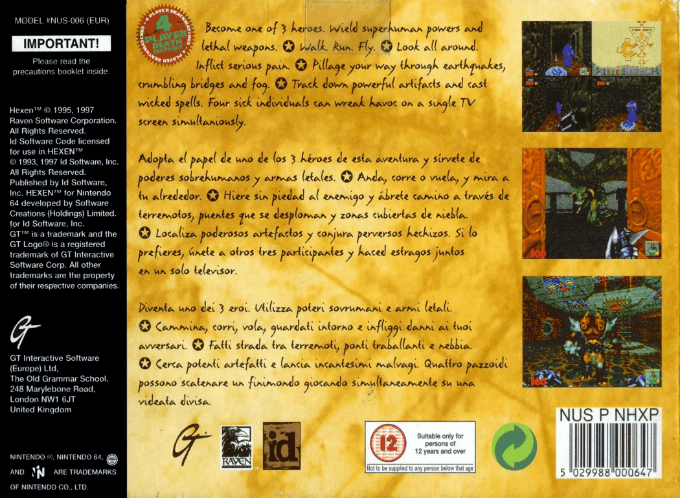 MODEL #NUS-006 (EUR)
IMPORTANT!
Please read the
precautions booklet inside.
Hexen™ © 1995, 1997
Raven Software Corporation.
All Rights Reserved.
Id Software Code licensed
for use in HEXEN™
© 1993, 1997 Id Software, Inc.
All Rights Reserved.
Published by Id Software,
Inc. HEXEN™ for Nintendo
64 developed by Software
Creations (Holdings) Limited.
for Id Software, Inc.
GT™ is a trademark and the
GT Logo® is a registered
trademark of GT Interactive
Software Corp. All other
trademarks are the property
of their respective companies.
GT
GT Interactive Software
(Europe) Ltd,
The Old Grammar School,
248 Marylebone Road,
London NW1 6JT
United Kingdom
NINTENDO, NINTENDO 64,
AND N ARE TRADEMARKS
OF NINTENDO CO., LTD.
4
PLAYER
DEATH
MATCH
Become one of 3 heroes. Wield superhuman powers and
lethal weapons. ✪ Walk. Run. Fly. ✪ Look all around.
Inflict serious pain. ✪ Pillage your way through earthquakes,
crumbling bridges and fog. ✪ Track down powerful artifacts and cast
wicked spells. Four sick individuals can wreak havoc on a single TV
screen simultaniously.
Adopta el papel de uno de los 3 héroes de esta aventura y sírvete de
poderes sobrehumanos y armas letales. ✪ Anda, corre o vuela, y mira a
tu alrededor. ✪ Hiere sin piedad al enemigo y ábrete camino a través de
terremotos, puentes que se desploman y zonas cubiertas de niebla.
✪ Localiza poderosos artefactos y conjura perversos hechizos. Si lo
prefieres, únete a otros tres participantes y haced estragos juntos
en un solo televisor.
Diventa uno dei 3 eroi. Utilizza poteri sovrumani e armi letali.
✪ Cammina, corri, vola, guardati intorno e infliggi danni ai tuoi
avversari. ✪ Fatti strada tra terremoti, ponti traballanti e nebbia.
✪ Cerca potenti artefatti e lancia incantesimi malvagi. Quattro pazzoidi
possono scatenare un finimondo giocando simultaneamente su una
videata divisa.
GT
RAVEN
id
12
Suitable only for
persons of
12 years and over
Not to be supplied to any person below that age
NUS P NHXP
5 029988 000647